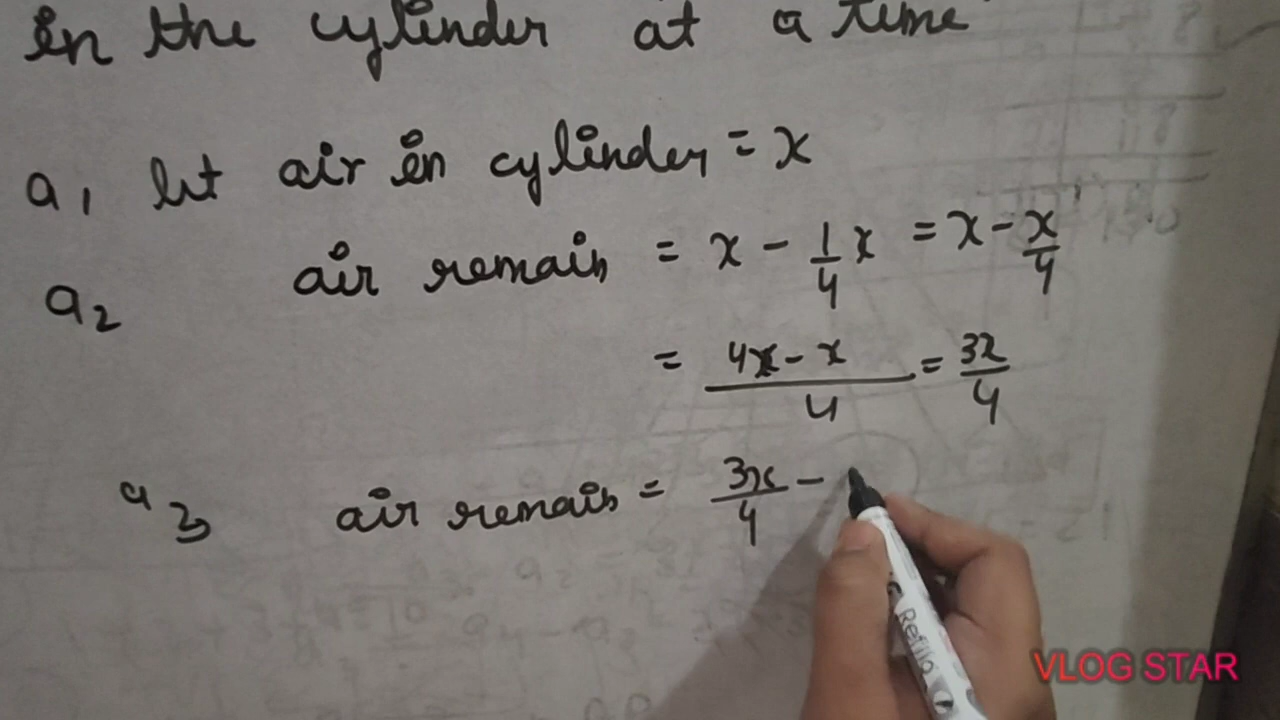 in the cylinder at a time
a1 let air in cylinder = x
a2 air remain = x - 1/4 x = x - x/4
= 4x - x / 4 = 3x/4
a3 air remain = 3x/4 -
Refillo
VLOG STAR